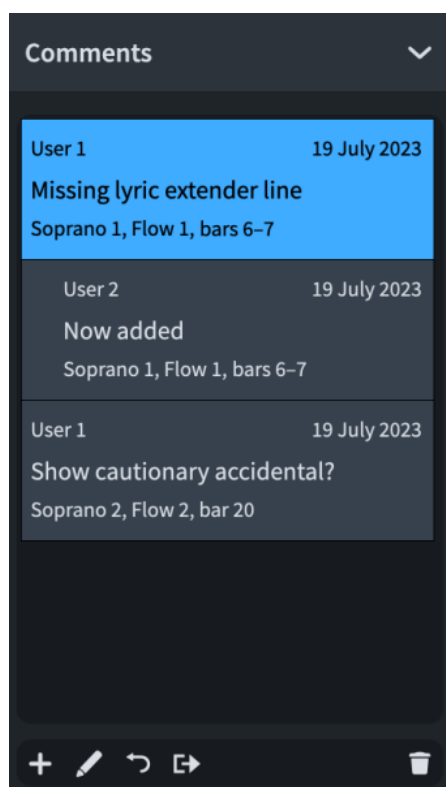 Comments
User 1 19 July 2023
Missing lyric extender line
Soprano 1, Flow 1, bars 6–7
User 2 19 July 2023
Now added
Soprano 1, Flow 1, bars 6–7
User 1 19 July 2023
Show cautionary accidental?
Soprano 2, Flow 2, bar 20